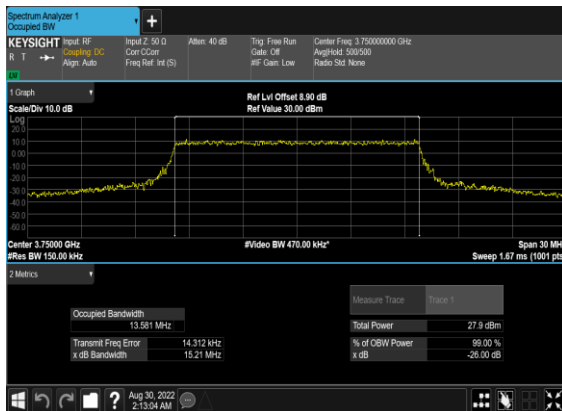 Spectrum Analyzer 1
Occupied BW
KEYSIGHT Input: RF Input Z: 50 Ω Atten: 40 dB Trig: Free Run Center Freq: 3.750000000 GHz
R T Coupling: DC Corr CCorr Gate: Off Avg|Hold: 500/500
Align: Auto Freq Ref: Int (S) #IF Gain: Low Radio Std: None
1 Graph
Ref Lvl Offset 8.90 dB
Scale/Div 10.0 dB Ref Value 30.00 dBm
Log
20.0
10.0
0.00
-10.0
-20.0
-30.0
-40.0
-50.0
-60.0
Center 3.75000 GHz #Video BW 470.00 kHz* Span 30 MH
#Res BW 150.00 kHz Sweep 1.67 ms (1001 pts
2 Metrics
Measure Trace Trace 1
Occupied Bandwidth
13.581 MHz
Total Power 27.9 dBm
Transmit Freq Error 14.312 kHz % of OBW Power 99.00 %
x dB Bandwidth 15.21 MHz x dB -26.00 dB
Aug 30, 2022
2:13:04 AM